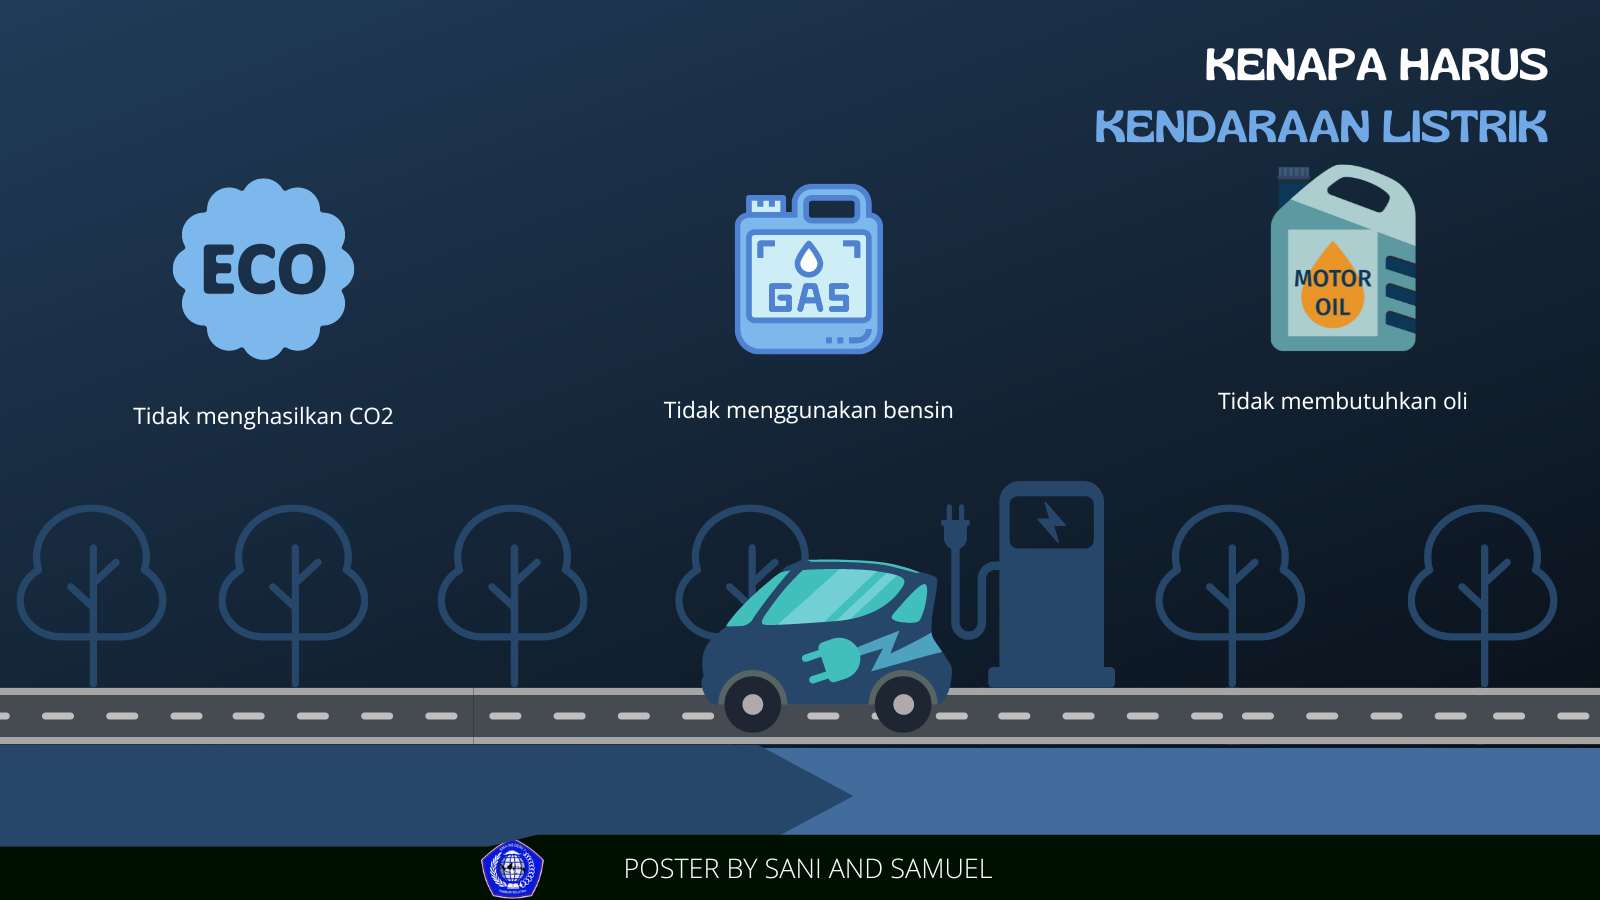 KENAPA HARUS
KENDARAAN LISTRIK
ECO
GAS
MOTOR
OIL
Tidak menghasilkan CO2
Tidak menggunakan bensin
Tidak membutuhkan oli
POSTER BY SANI AND SAMUEL